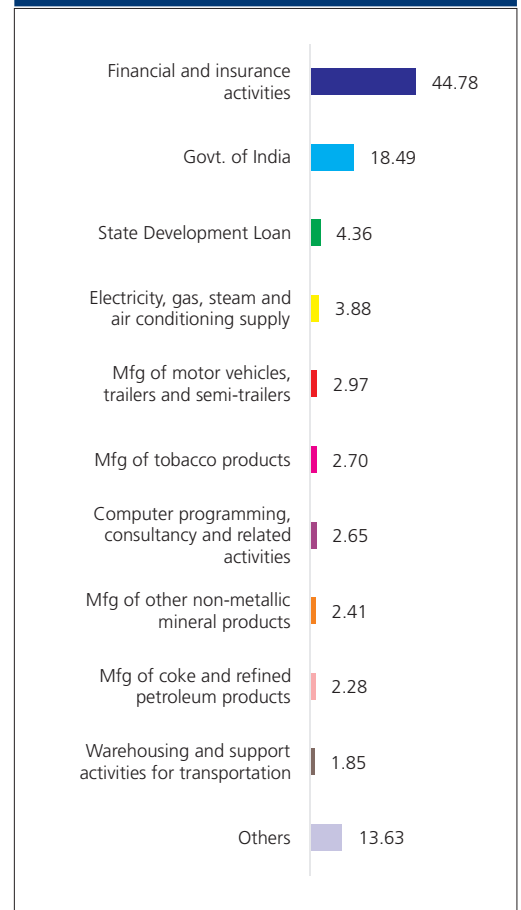 Financial and insurance
activities
44.78
Govt. of India
18.49
State Development Loan
4.36
Electricity, gas, steam and
air conditioning supply
3.88
Mfg of motor vehicles,
trailers and semi-trailers
2.97
Mfg of tobacco products
2.70
Computer programming,
consultancy and related
activities
2.65
Mfg of other non-metallic
mineral products
2.41
Mfg of coke and refined
petroleum products
2.28
Warehousing and support
activities for transportation
1.85
Others
13.63